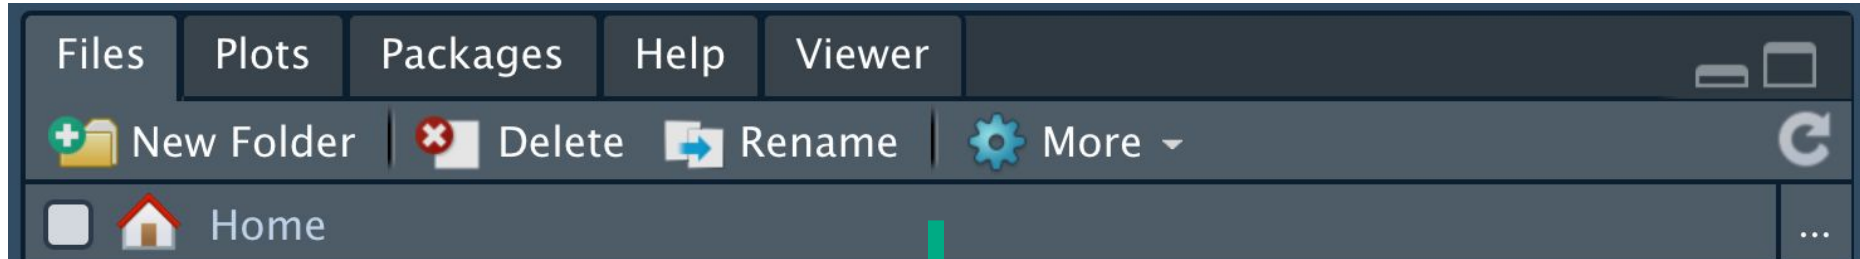 Files Plots Packages Help Viewer
New Folder Delete Rename More
Home ...